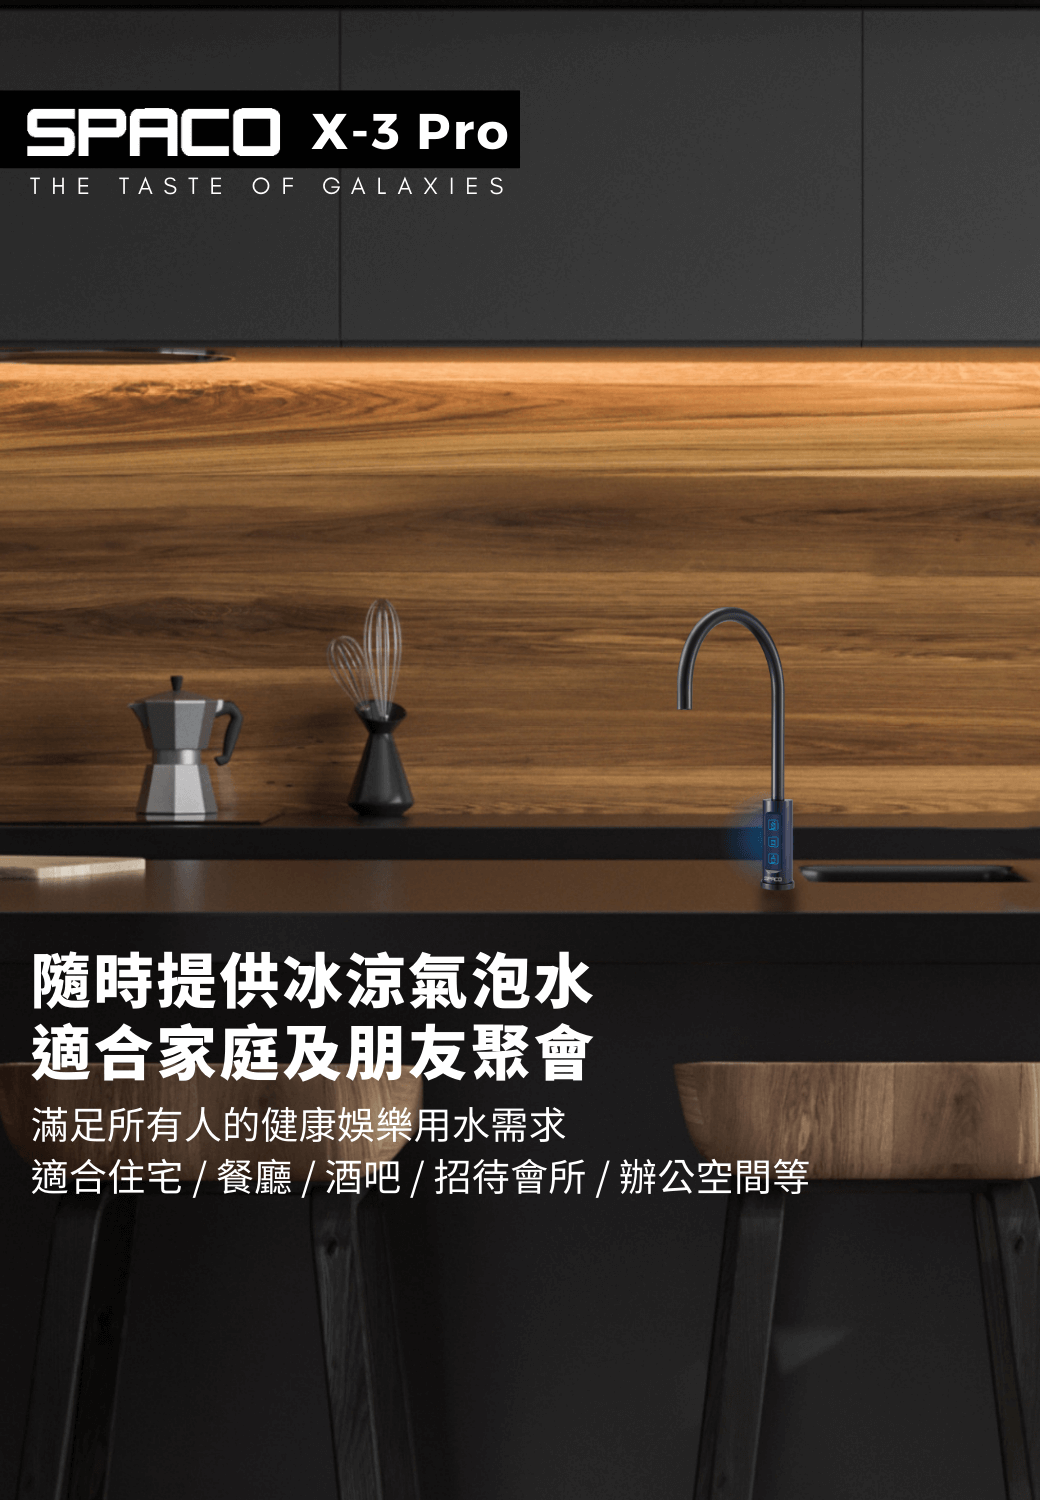 SPACO X-3 Pro
THE TASTE OF GALAXIES
SPACO
隨時提供冰涼氣泡水
適合家庭及朋友聚會
滿足所有人的健康娛樂用水需求
適合住宅 / 餐廳 / 酒吧 / 招待會所 / 辦公空間等